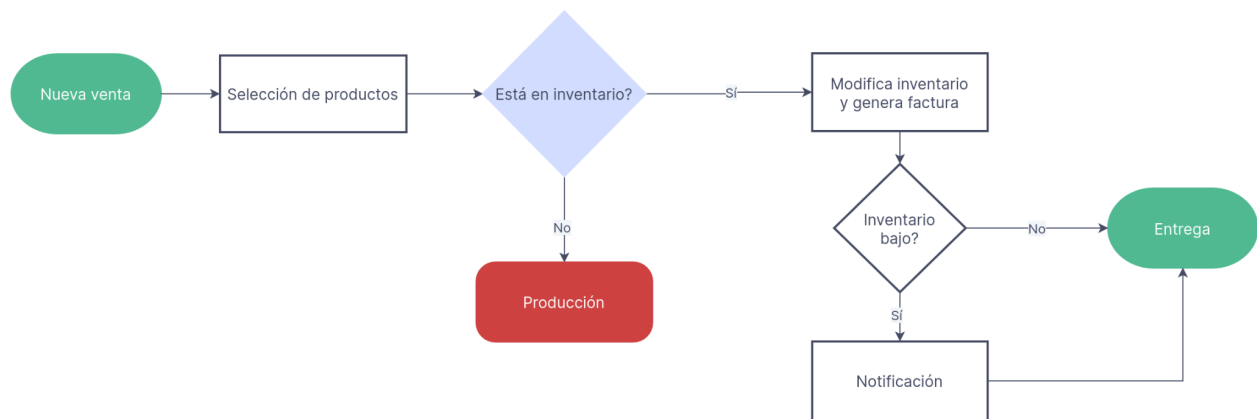 Nueva venta
Selección de productos
Está en inventario?
Sí
Modifica inventario
y genera factura
No
Inventario
bajo?
No
Entrega
Producción
Sí
Notificación